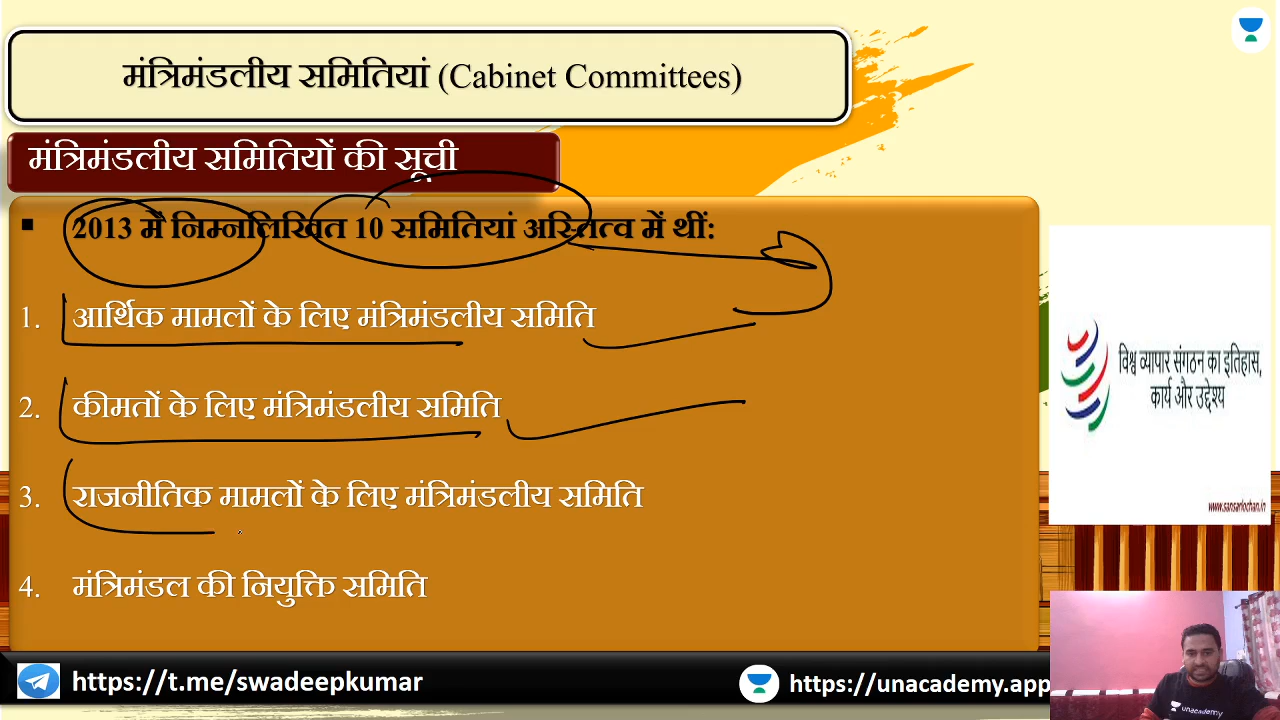 मंत्रिमंडलीय समितियां (Cabinet Committees)
मंत्रिमंडलीय समितियों की सूची
▪ 2013 में निम्नलिखित 10 समितियां अस्तित्व में थीं:
1. आर्थिक मामलों के लिए मंत्रिमंडलीय समिति
2. कीमतों के लिए मंत्रिमंडलीय समिति
3. राजनीतिक मामलों के लिए मंत्रिमंडलीय समिति
4. मंत्रिमंडल की नियुक्ति समिति
विश्व व्यापार संगठन का इतिहास,
कार्य और उद्देश्य
www.sansarlochan.in
https://t.me/swadeepkumar
https://unacademy.app
unacademy